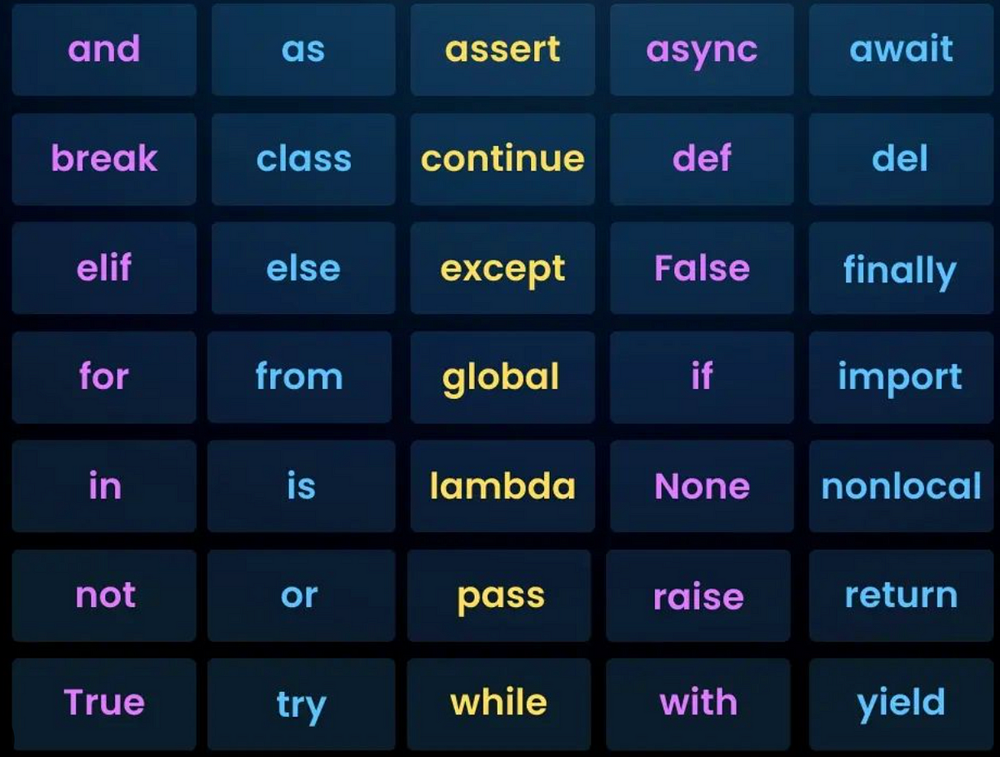 and as assert async await
break class continue def del
elif else except False finally
for from global if import
in is lambda None nonlocal
not or pass raise return
True try while with yield